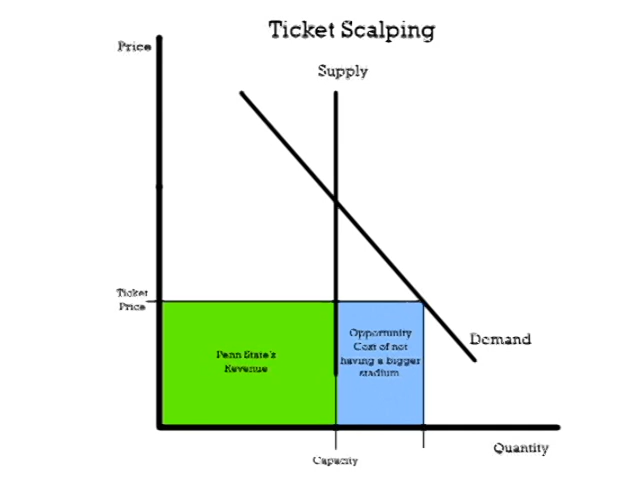 Ticket Scalping
Price
Supply
Ticket
Price
Opportunity
Cost of not
having a bigger
stadium
Penn State's
Revenue
Demand
Quantity
Capacity